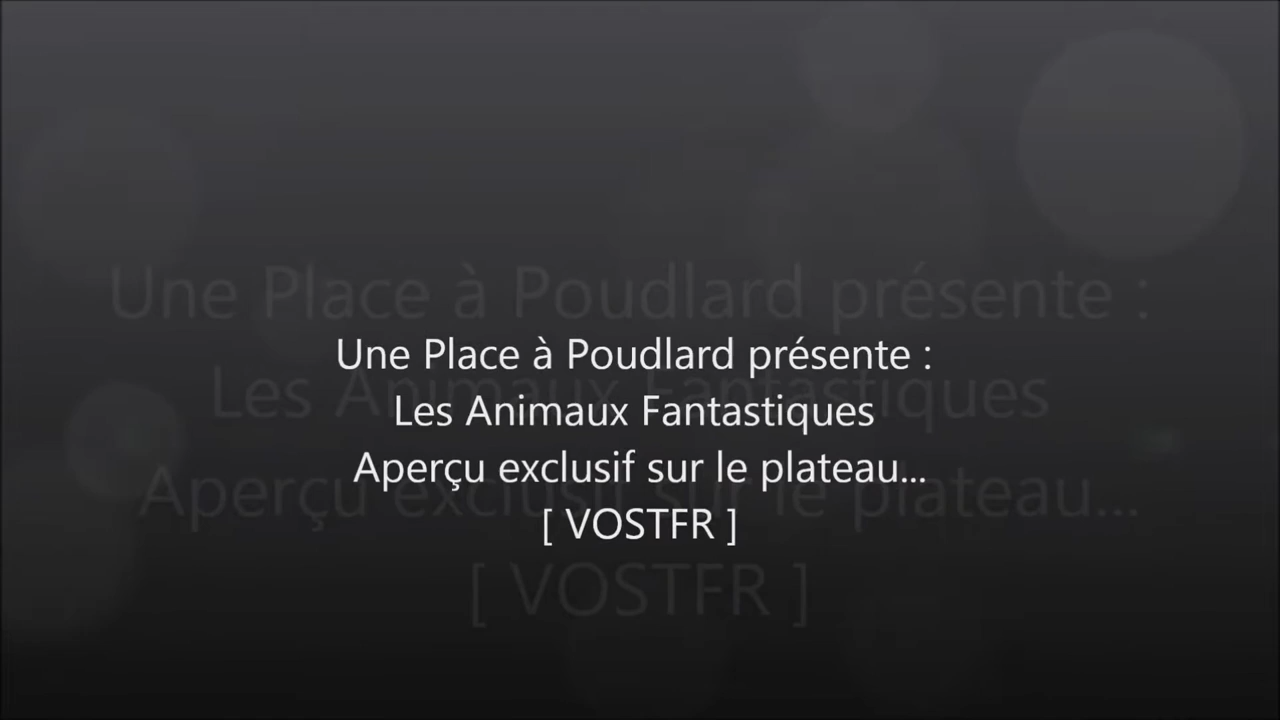 Une Place à Poudlard présente :
Les Animaux Fantastiques
Aperçu exclusif sur le plateau...
[ VOSTFR ]